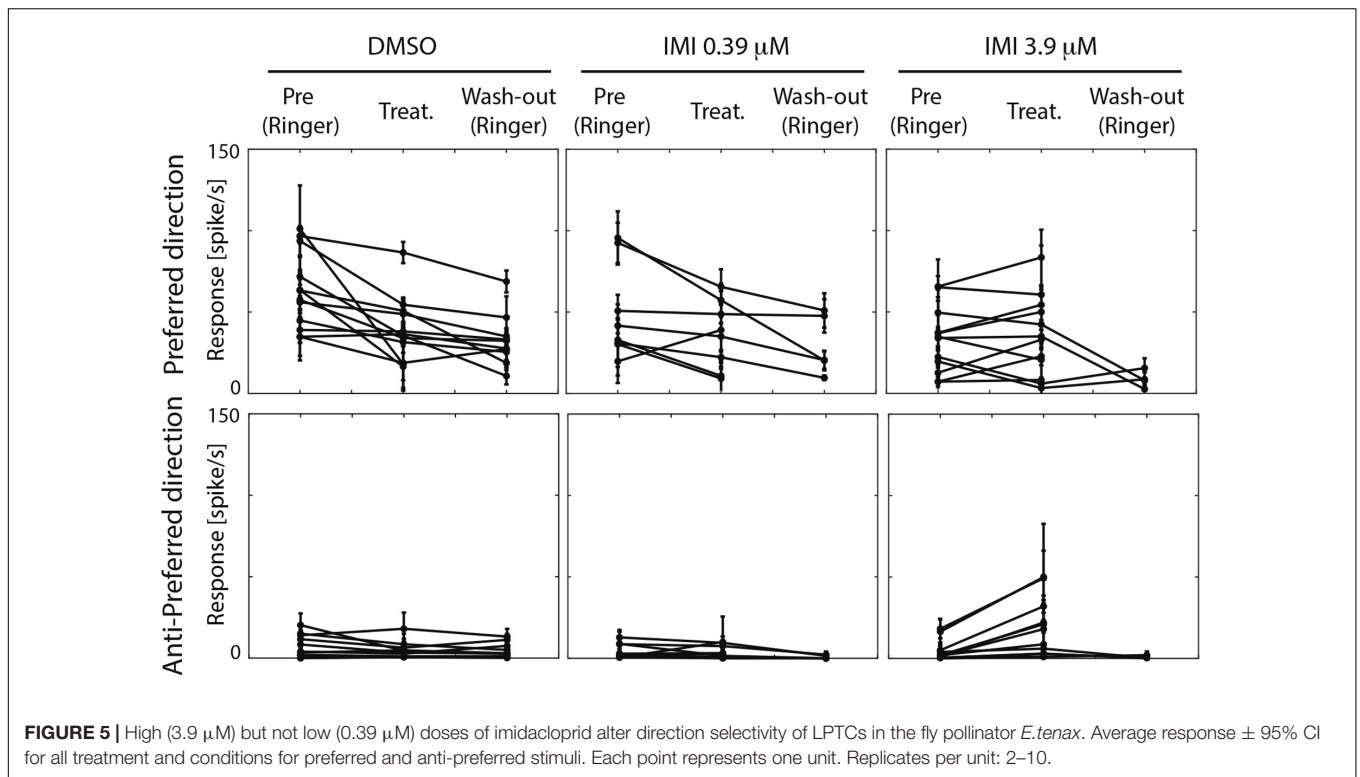 DMSO IMI 0.39 μM IMI 3.9 μM
Pre Treat. Wash-out Pre Treat. Wash-out Pre Treat. Wash-out
(Ringer) (Ringer) (Ringer) (Ringer) (Ringer) (Ringer)
Preferred direction
Response [spike/s]
150
0
Anti-Preferred direction
Response [spike/s]
150
0
FIGURE 5 | High (3.9 μM) but not low (0.39 μM) doses of imidacloprid alter direction selectivity of LPTCs in the fly pollinator E.tenax. Average response ± 95% CI
for all treatment and conditions for preferred and anti-preferred stimuli. Each point represents one unit. Replicates per unit: 2–10.